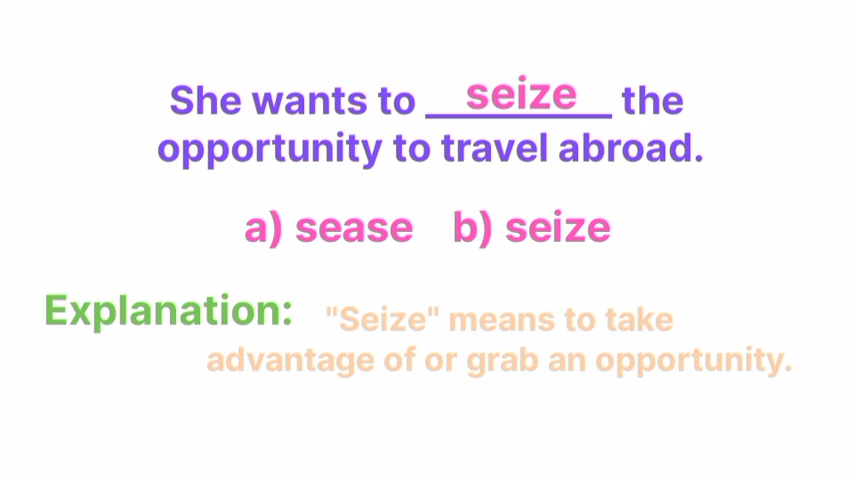 She wants to seize the
opportunity to travel abroad.
a) sease b) seize
Explanation: "Seize" means to take
advantage of or grab an opportunity.